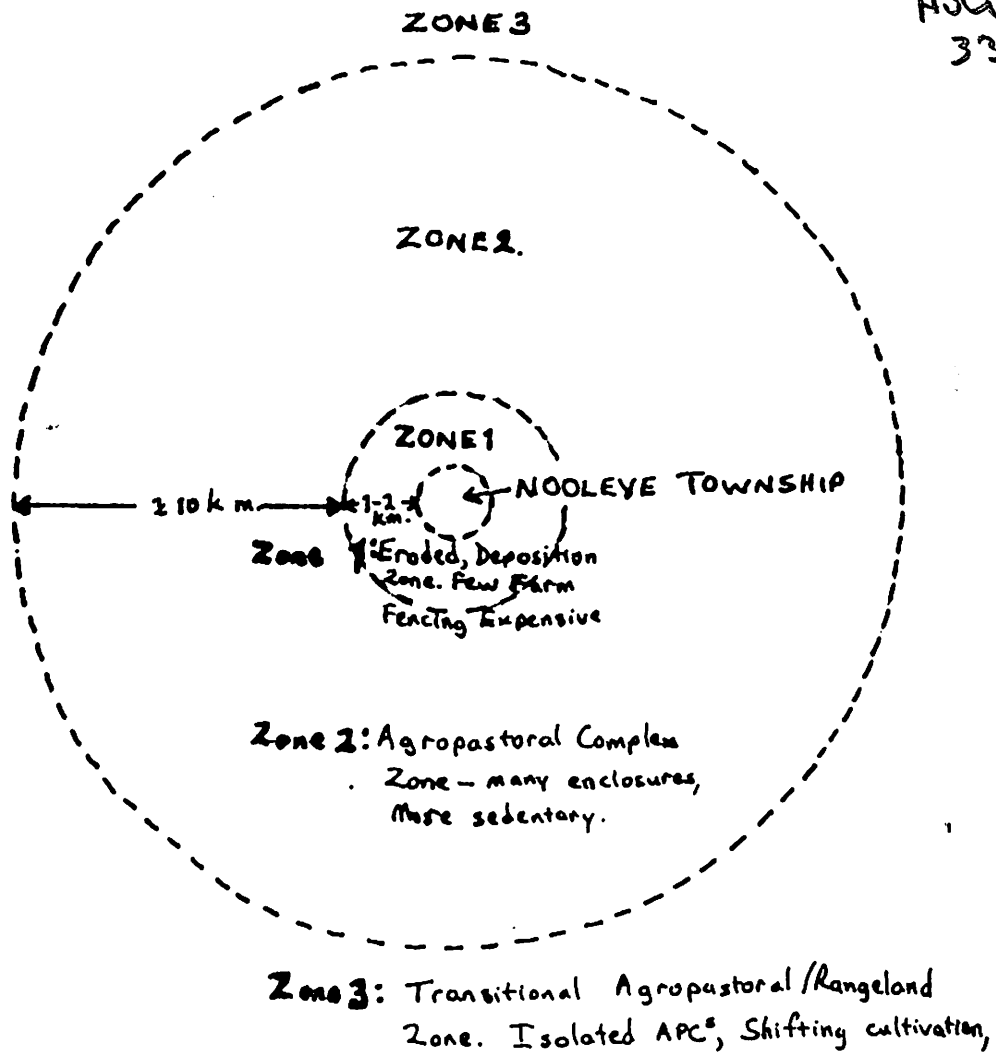 ZONE 3
33
ZONE 2.
ZONE 1
NOOLEYE TOWNSHIP
± 10 k m
1-2
km.
Zone 1: Eroded, Deposition
Zone. Few Farm
Fencing Expensive
Zone 2: Agropastoral Complex
Zone - many enclosures,
More sedentary.
Zone 3: Transitional Agropastoral/Rangeland
Zone. Isolated APCs, Shifting cultivation,